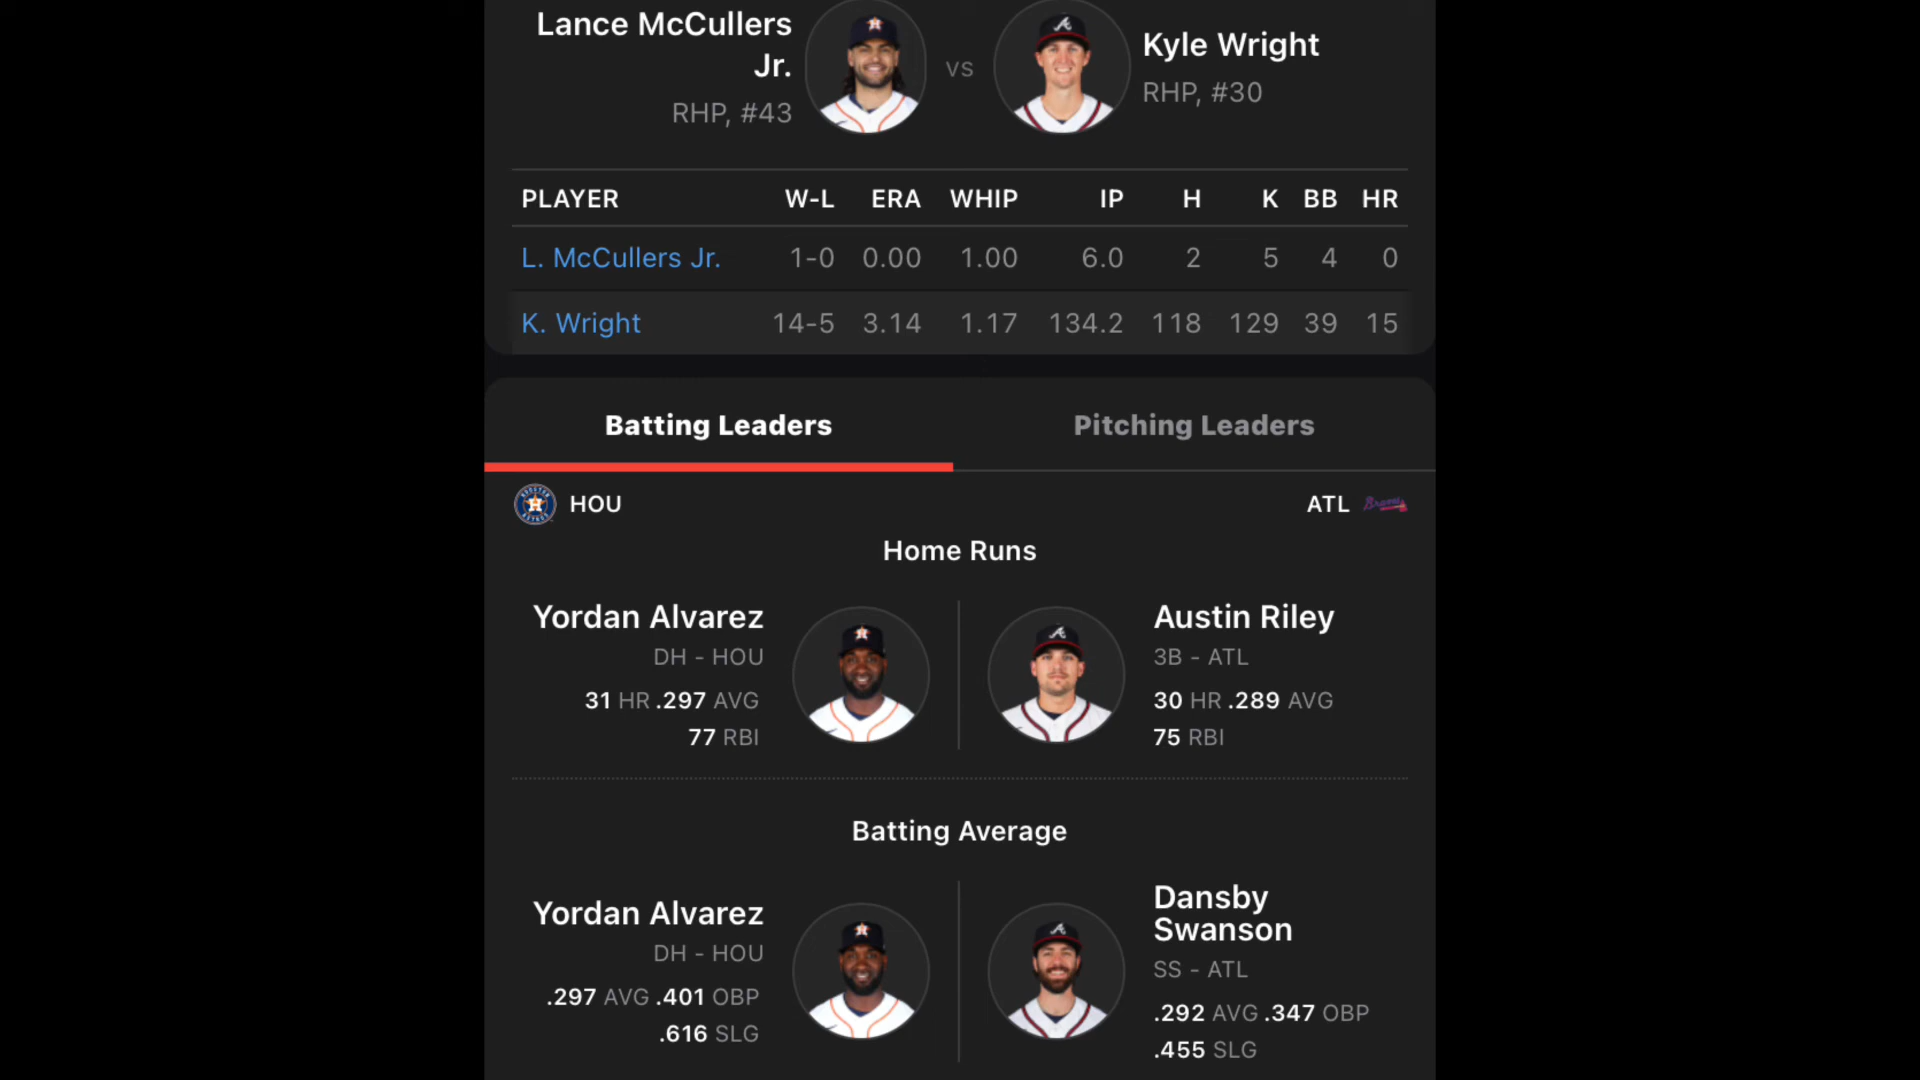 Lance McCullers
Jr.
RHP, #43
VS
Kyle Wright
RHP, #30
PLAYER W-L ERA WHIP IP H K BB HR
L. McCullers Jr. 1-0 0.00 1.00 6.0 2 5 4 0
K. Wright 14-5 3.14 1.17 134.2 118 129 39 15
Batting Leaders Pitching Leaders
HOU ATL Braves
Home Runs
Yordan Alvarez
DH - HOU
31 HR .297 AVG
77 RBI
Austin Riley
3B - ATL
30 HR .289 AVG
75 RBI
Batting Average
Yordan Alvarez
DH - HOU
.297 AVG .401 OBP
.616 SLG
Dansby
Swanson
SS - ATL
.292 AVG .347 OBP
.455 SLG